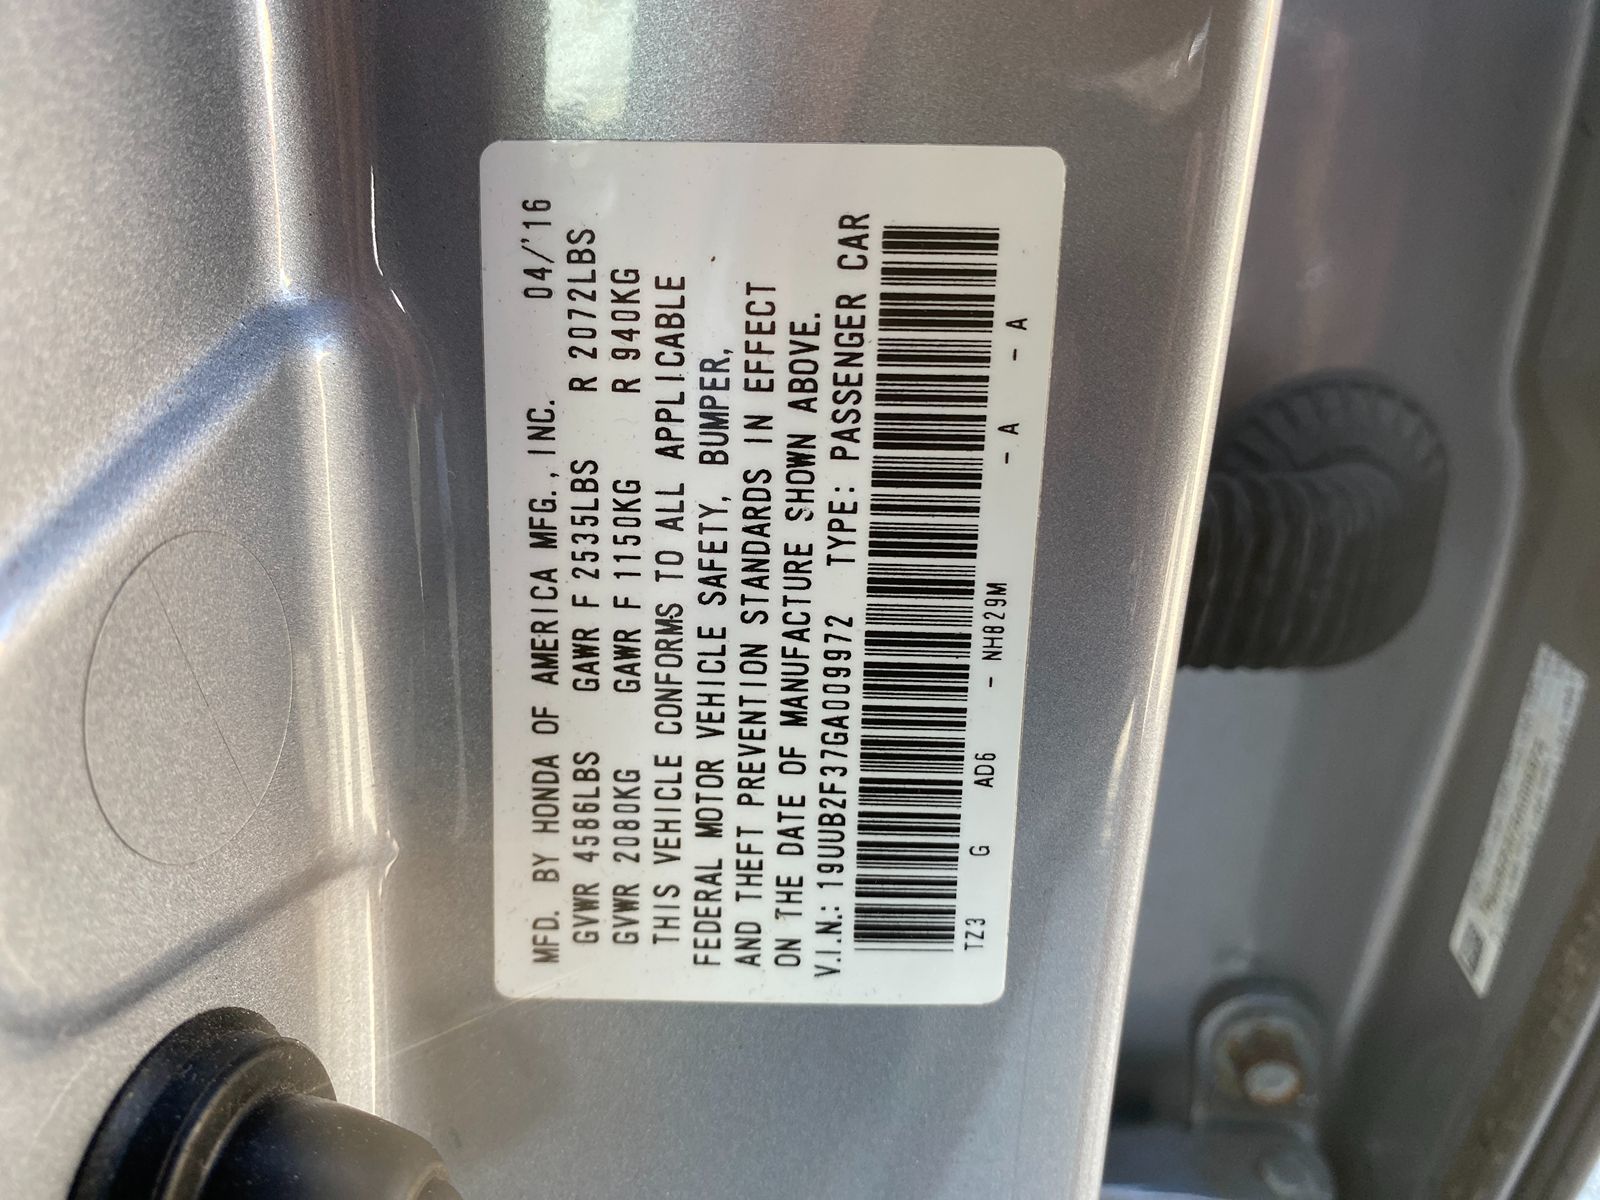 MFD. BY HONDA OF AMERICA MFG., INC. 04/'16
GVWR 4586LBS GAWR F 2535LBS R 2072LBS
GVWR 2080KG GAWR F 1150KG R 940KG
THIS VEHICLE CONFORMS TO ALL APPLICABLE
FEDERAL MOTOR VEHICLE SAFETY, BUMPER,
AND THEFT PREVENTION STANDARDS IN EFFECT
ON THE DATE OF MANUFACTURE SHOWN ABOVE.
V.I.N.: 19UUB2F37GA009972 TYPE: PASSENGER CAR
TZ3 G AD6 - NH829M - A - A